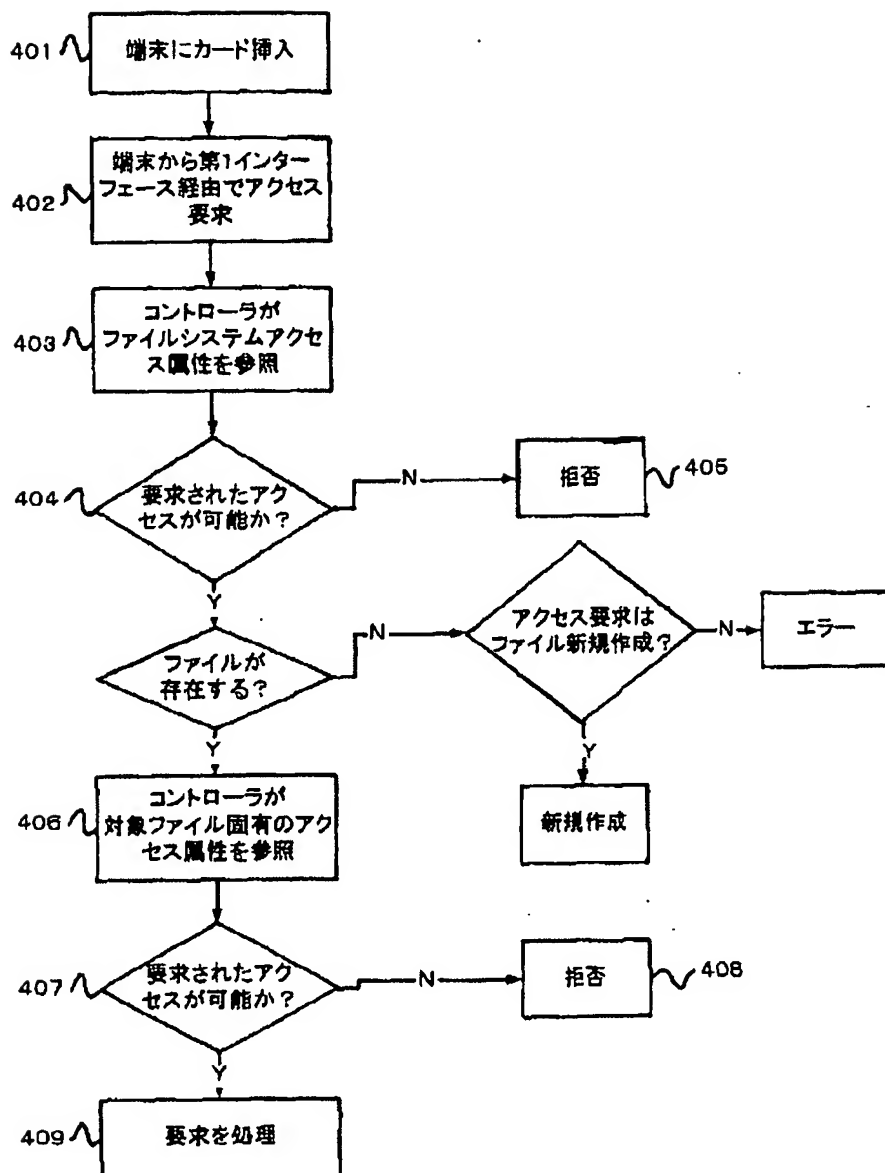 401
端末にカード挿入
402
端末から第1インター
フェース経由でアクセス
要求
403
コントローラが
ファイルシステムアクセ
ス属性を参照
404
要求されたアク
セスが可能か?
N
拒否
405
Y
ファイルが
存在する?
N
アクセス要求は
ファイル新規作成?
N
エラー
Y
新規作成
Y
406
コントローラが
対象ファイル固有のアク
セス属性を参照
407
要求されたアク
セスが可能か?
N
拒否
408
Y
409
要求を処理